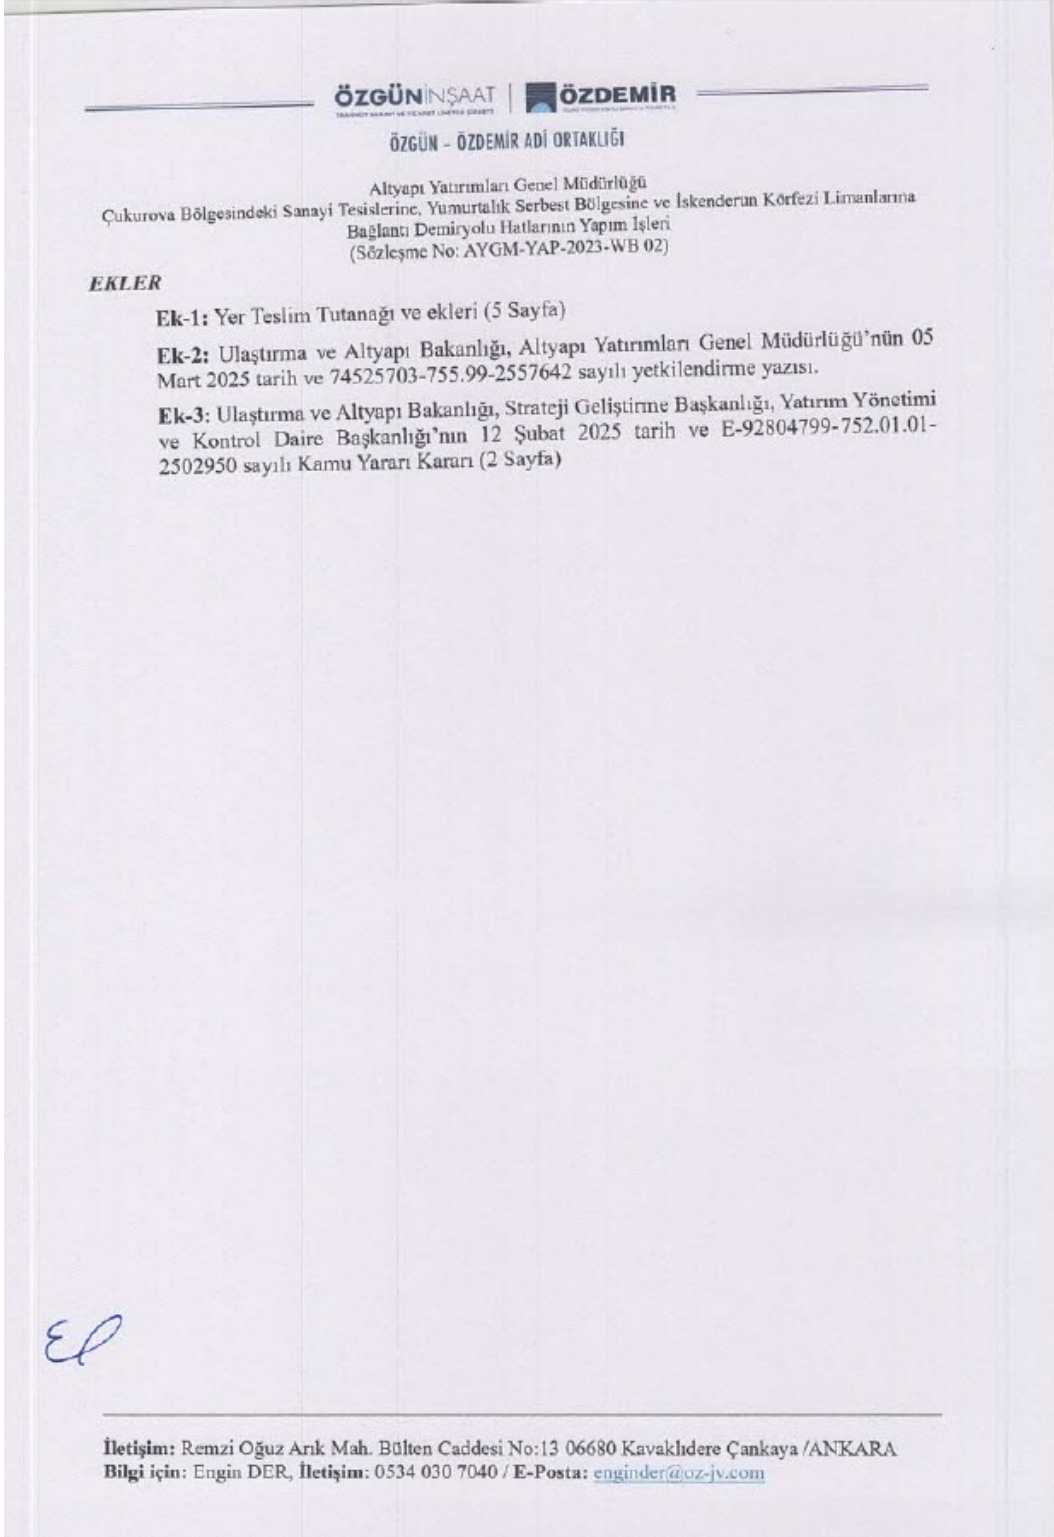 ÖZGÜN İNŞAAT | ÖZDEMİR
ÖZGÜN – ÖZDEMİR ADİ ORTAKLIĞI
Altyapı Yatırımları Genel Müdürlüğü
Çukurova Bölgesindeki Sanayi Tesislerine, Yumurtalık Serbest Bölgesine ve İskenderun Körfezi Limanlarına
Bağlantı Demiryolu Hatlarının Yapım İşleri
(Sözleşme No: AYGM-YAP-2023-WB 02)
EKLER
Ek-1: Yer Teslim Tutanağı ve ekleri (5 Sayfa)
Ek-2: Ulaştırma ve Altyapı Bakanlığı, Altyapı Yatırımları Genel Müdürlüğü’nün 05
Mart 2025 tarih ve 74525703-755.99-2557642 sayılı yetkilendirme yazısı.
Ek-3: Ulaştırma ve Altyapı Bakanlığı, Strateji Geliştirme Başkanlığı, Yatırım Yönetimi
ve Kontrol Daire Başkanlığı’nın 12 Şubat 2025 tarih ve E-92804799-752.01.01-
2502950 sayılı Kamu Yararı Kararı (2 Sayfa)
İletişim: Remzi Oğuz Arık Mah. Bülten Caddesi No:13 06680 Kavaklıdere Çankaya /ANKARA
Bilgi için: Engin DER, İletişim: 0534 030 7040 / E-Posta: enginder@oz-jv.com